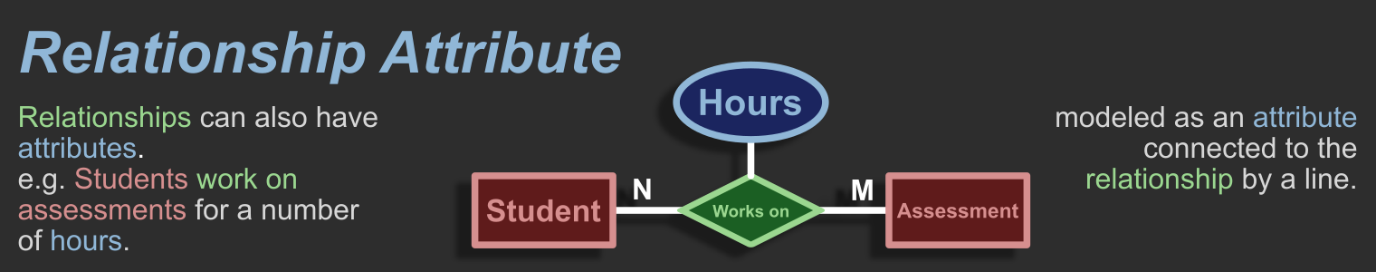 Relationship Attribute
Relationships can also have
attributes.
e.g. Students work on
assessments for a number
of hours.
Hours
Student
N
Works on
M
Assessment
modeled as an attribute
connected to the
relationship by a line.